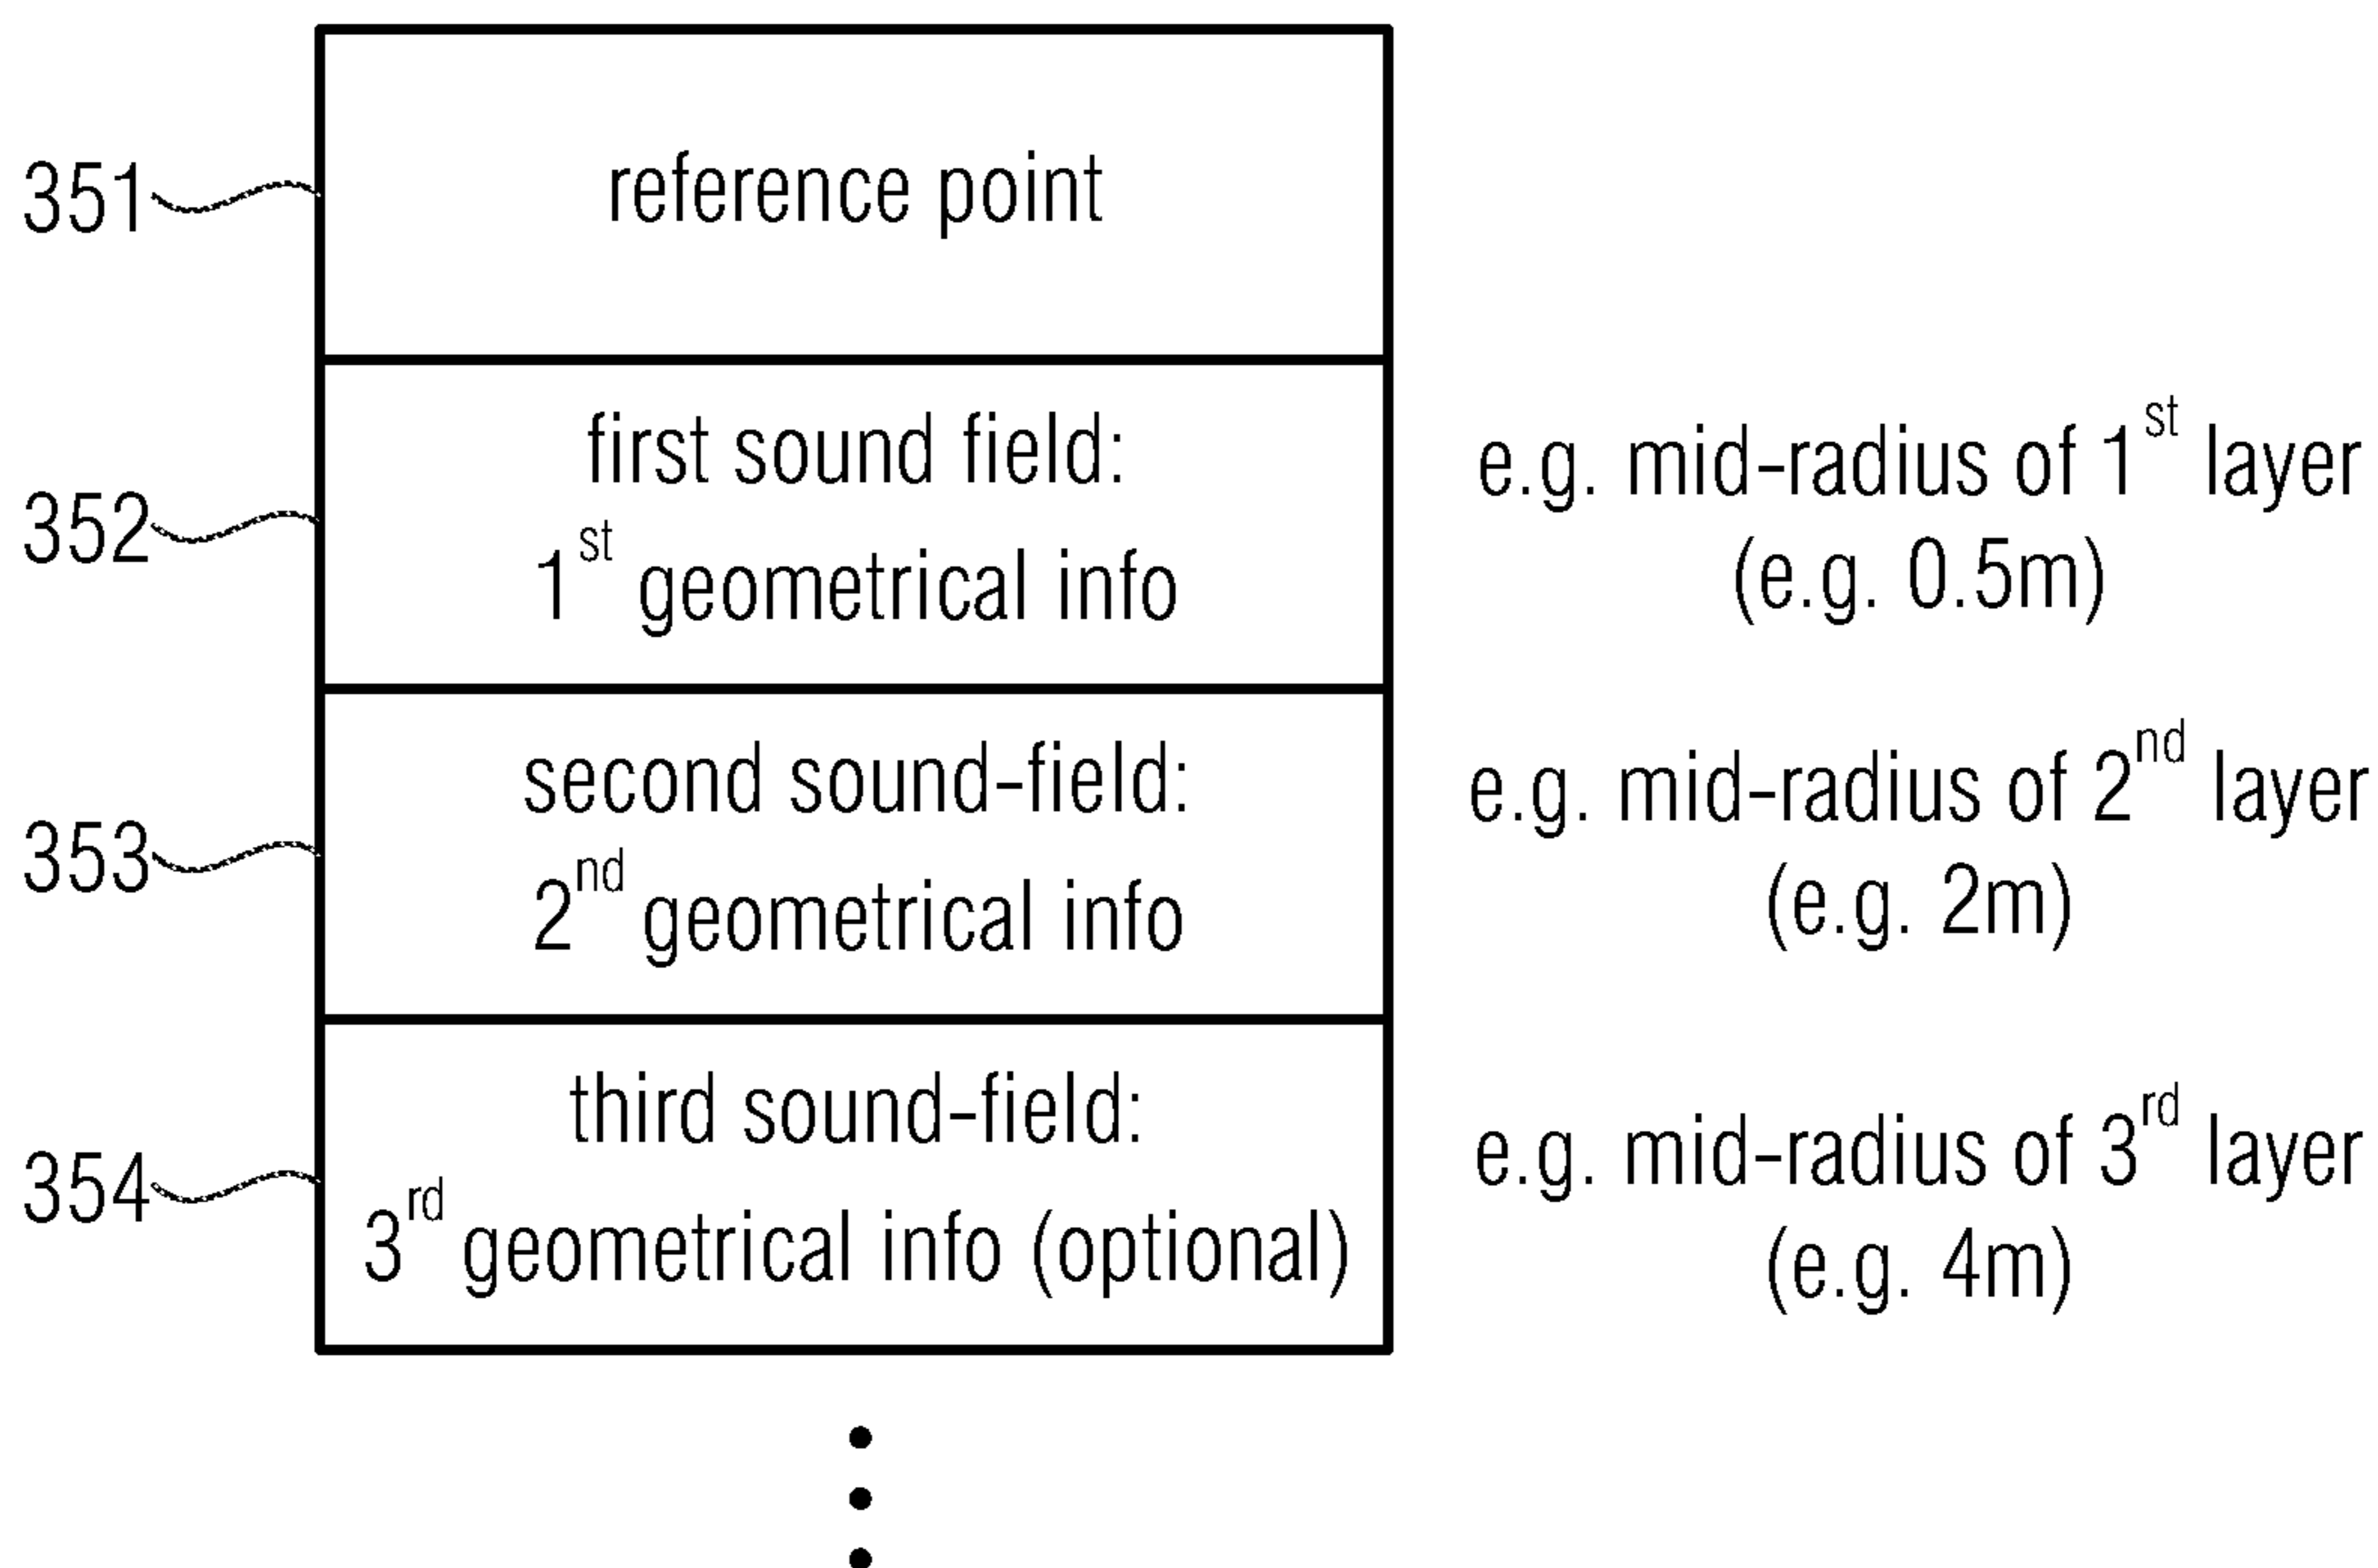 351
reference point
352
first sound field:
1st geometrical info
e.g. mid-radius of 1st layer
(e.g. 0.5m)
353
second sound-field:
2nd geometrical info
e.g. mid-radius of 2nd layer
(e.g. 2m)
354
third sound-field:
3rd geometrical info (optional)
e.g. mid-radius of 3rd layer
(e.g. 4m)